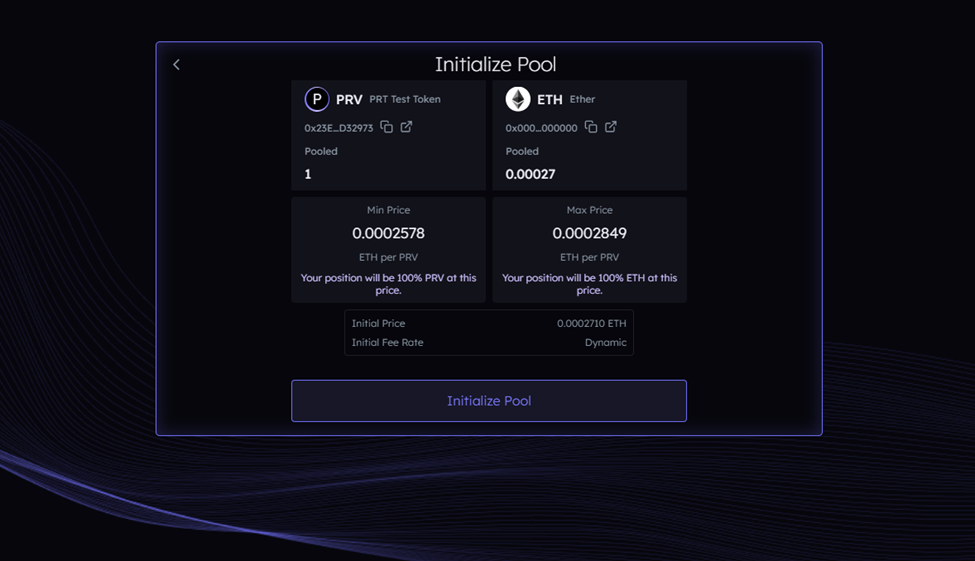 Initialize Pool
P PRV PRT Test Token
0x23E...D32973
Pooled
1
ETH Ether
0x000...000000
Pooled
0.00027
Min Price
0.0002578
ETH per PRV
Your position will be 100% PRV at this
price.
Max Price
0.0002849
ETH per PRV
Your position will be 100% ETH at this
price.
Initial Price 0.0002710 ETH
Initial Fee Rate Dynamic
Initialize Pool